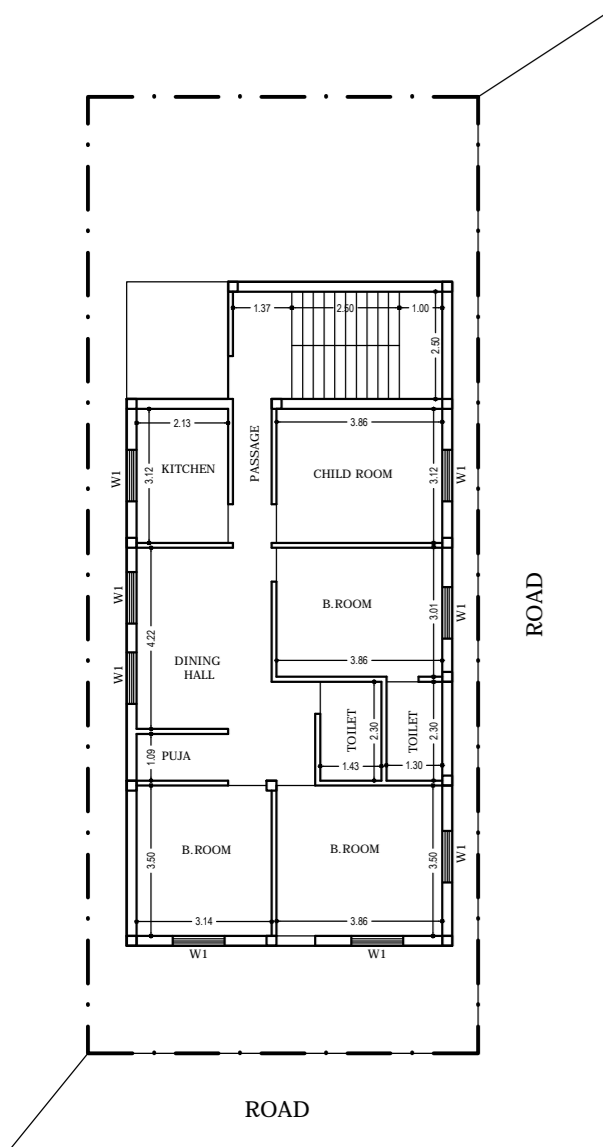 1.37
2.50
1.00
2.50
2.13
3.86
PASSAGE
KITCHEN
CHILD ROOM
W1
3.12
3.12
W1
B.ROOM
W1
3.01
W1
ROAD
4.22
3.86
DINING
HALL
W1
TOILET
2.30
TOILET
2.30
PUJA
1.09
1.43
1.30
B.ROOM
B.ROOM
3.50
3.50
W1
3.14
3.86
W1
W1
ROAD